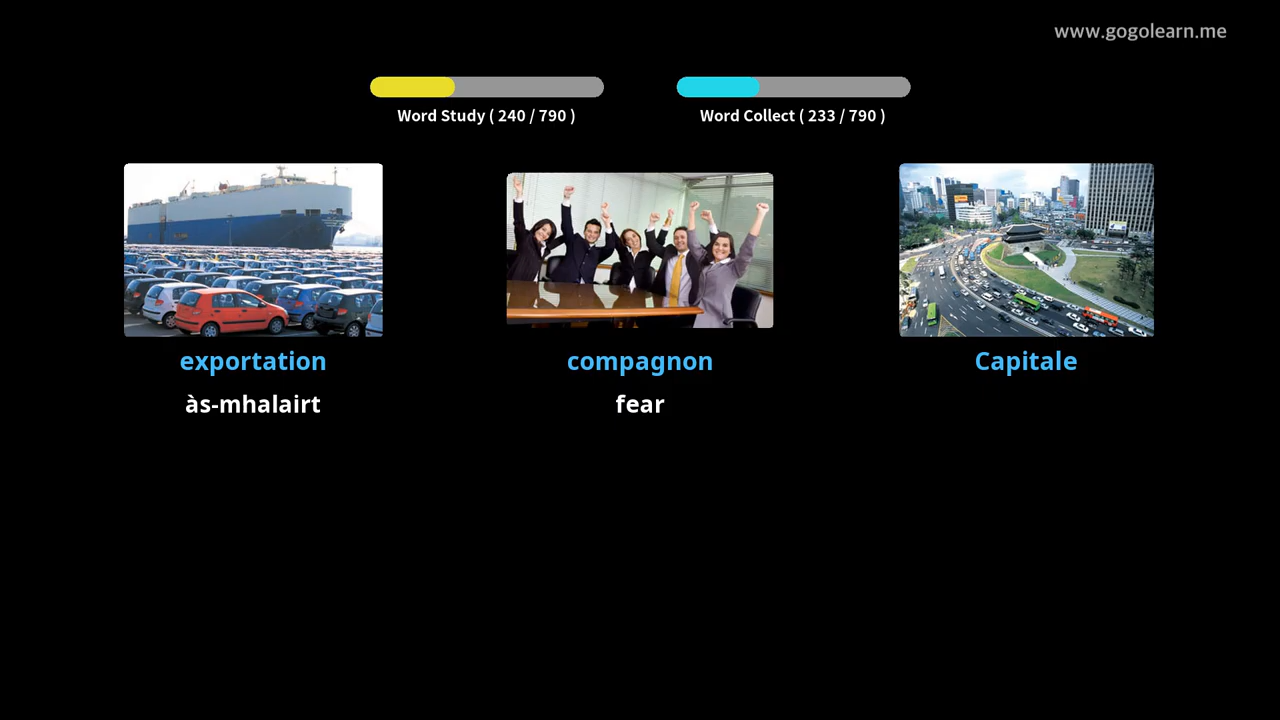 www.gogolearn.me
Word Study ( 240 / 790 )
Word Collect ( 233 / 790 )
exportation
compagnon
Capitale
às-mhalairt
fear